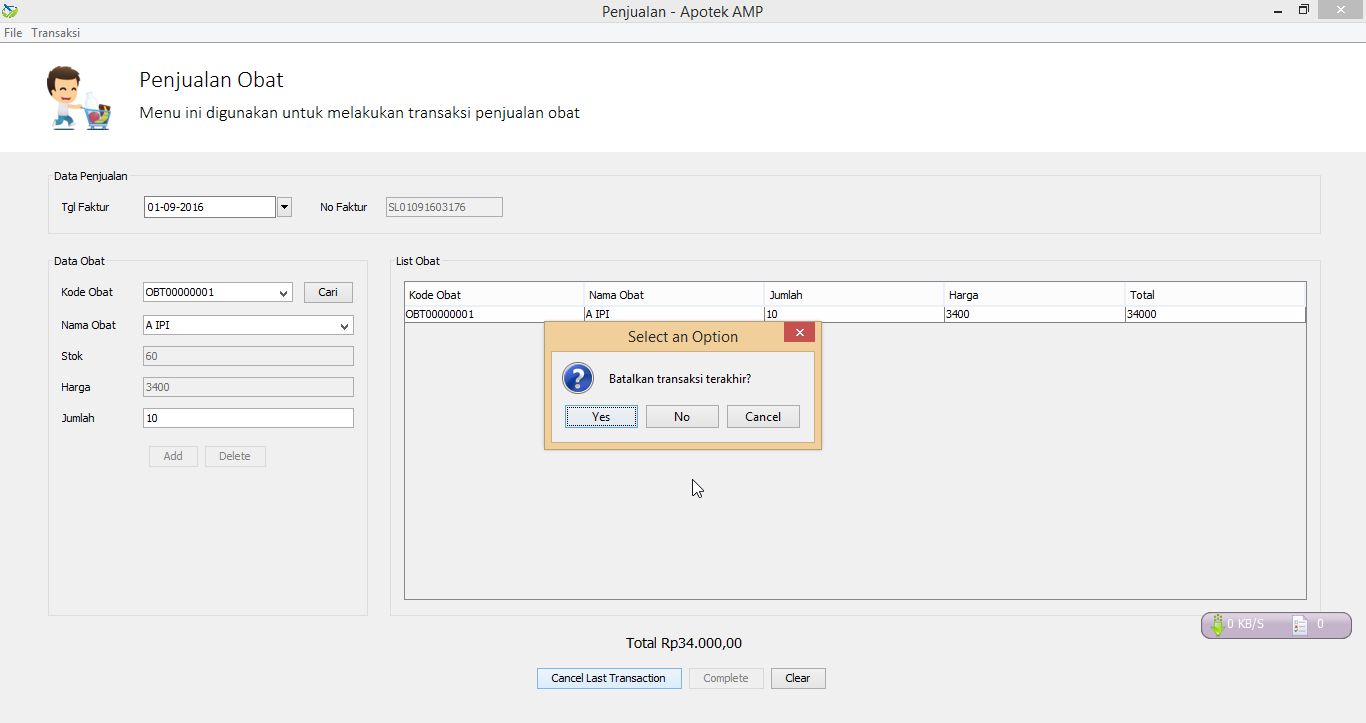 Penjualan - Apotek AMP
File Transaksi
Penjualan Obat
Menu ini digunakan untuk melakukan transaksi penjualan obat
Data Penjualan
Tgl Faktur 01-09-2016 No Faktur SL01091603176
Data Obat
Kode Obat OBT00000001 Cari
Nama Obat A IPI
Stok 60
Harga 3400
Jumlah 10
Add Delete
List Obat
Kode Obat Nama Obat Jumlah Harga Total
OBT00000001 A IPI 10 3400 34000
Select an Option
Batalkan transaksi terakhir?
Yes No Cancel
0 KB/S 0
Total Rp34.000,00
Cancel Last Transaction Complete Clear